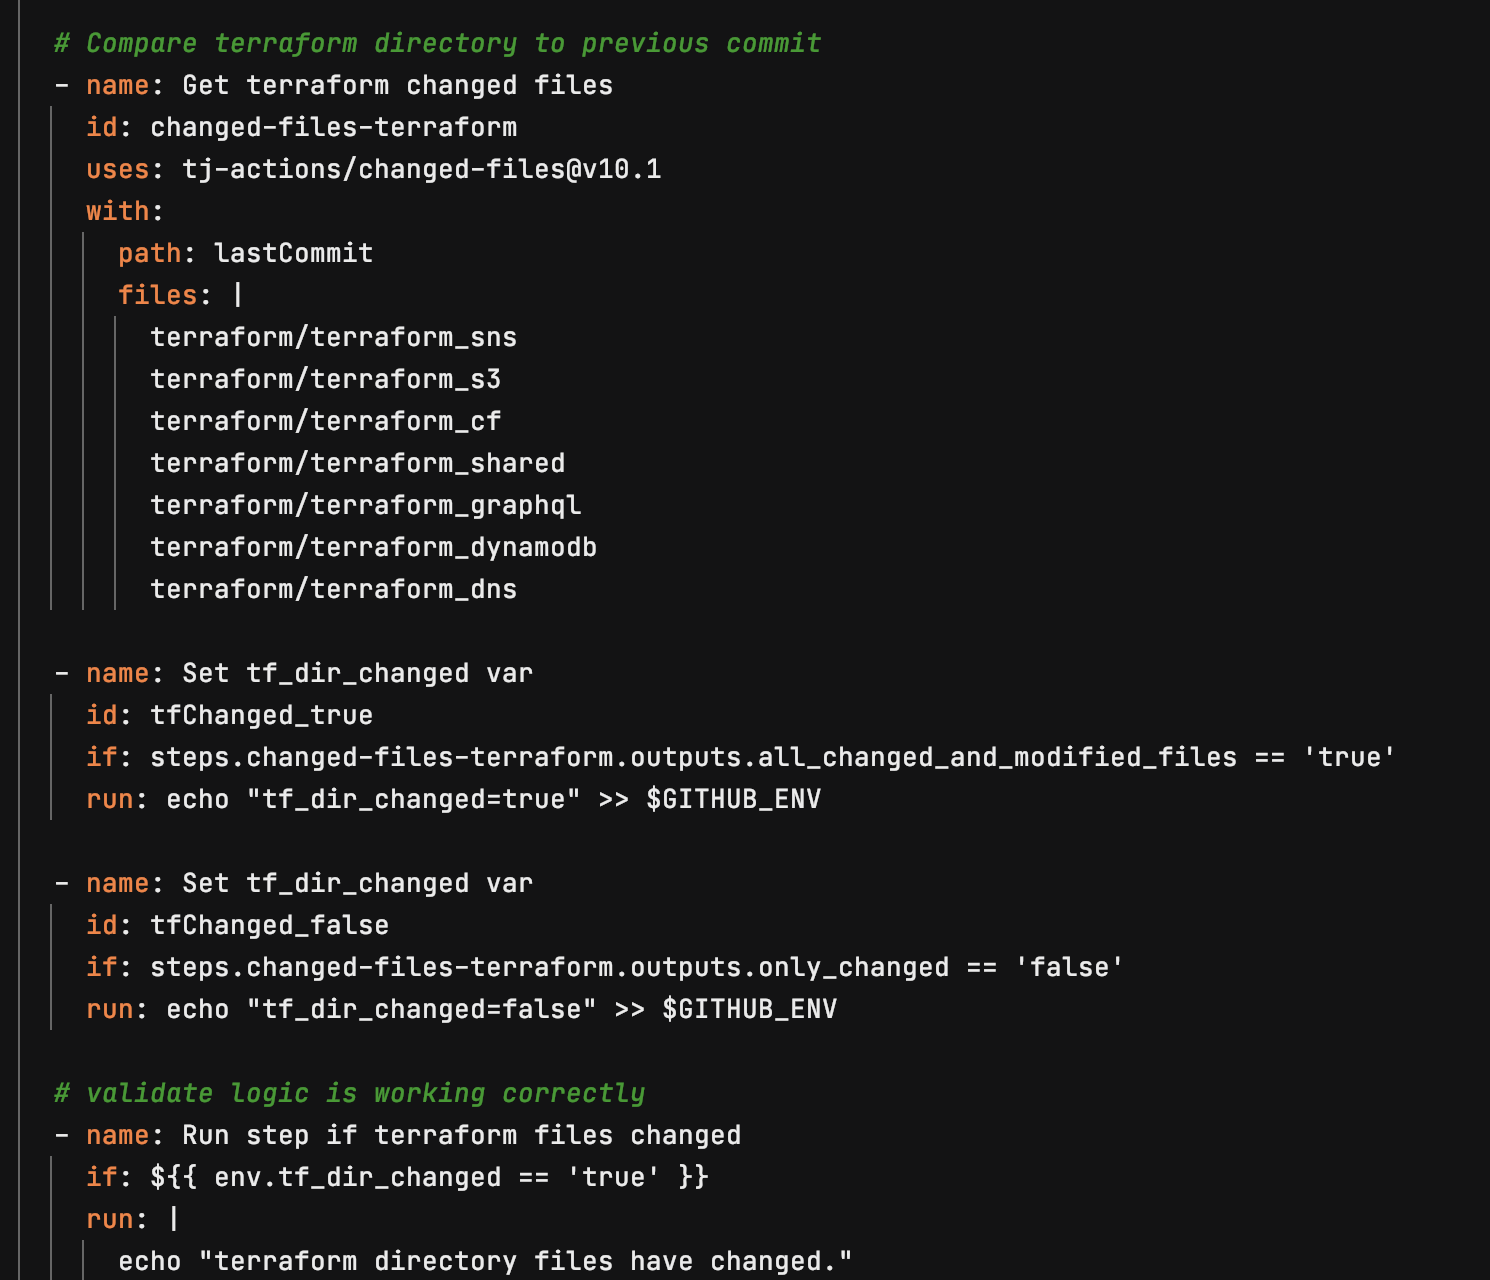 # Compare terraform directory to previous commit
- name: Get terraform changed files
id: changed-files-terraform
uses: tj-actions/changed-files@v10.1
with:
path: lastCommit
files: |
terraform/terraform_sns
terraform/terraform_s3
terraform/terraform_cf
terraform/terraform_shared
terraform/terraform_graphql
terraform/terraform_dynamodb
terraform/terraform_dns
- name: Set tf_dir_changed var
id: tfChanged_true
if: steps.changed-files-terraform.outputs.all_changed_and_modified_files == 'true'
run: echo "tf_dir_changed=true" >> $GITHUB_ENV
- name: Set tf_dir_changed var
id: tfChanged_false
if: steps.changed-files-terraform.outputs.only_changed == 'false'
run: echo "tf_dir_changed=false" >> $GITHUB_ENV
# validate logic is working correctly
- name: Run step if terraform files changed
if: ${{ env.tf_dir_changed == 'true' }}
run: |
echo "terraform directory files have changed."